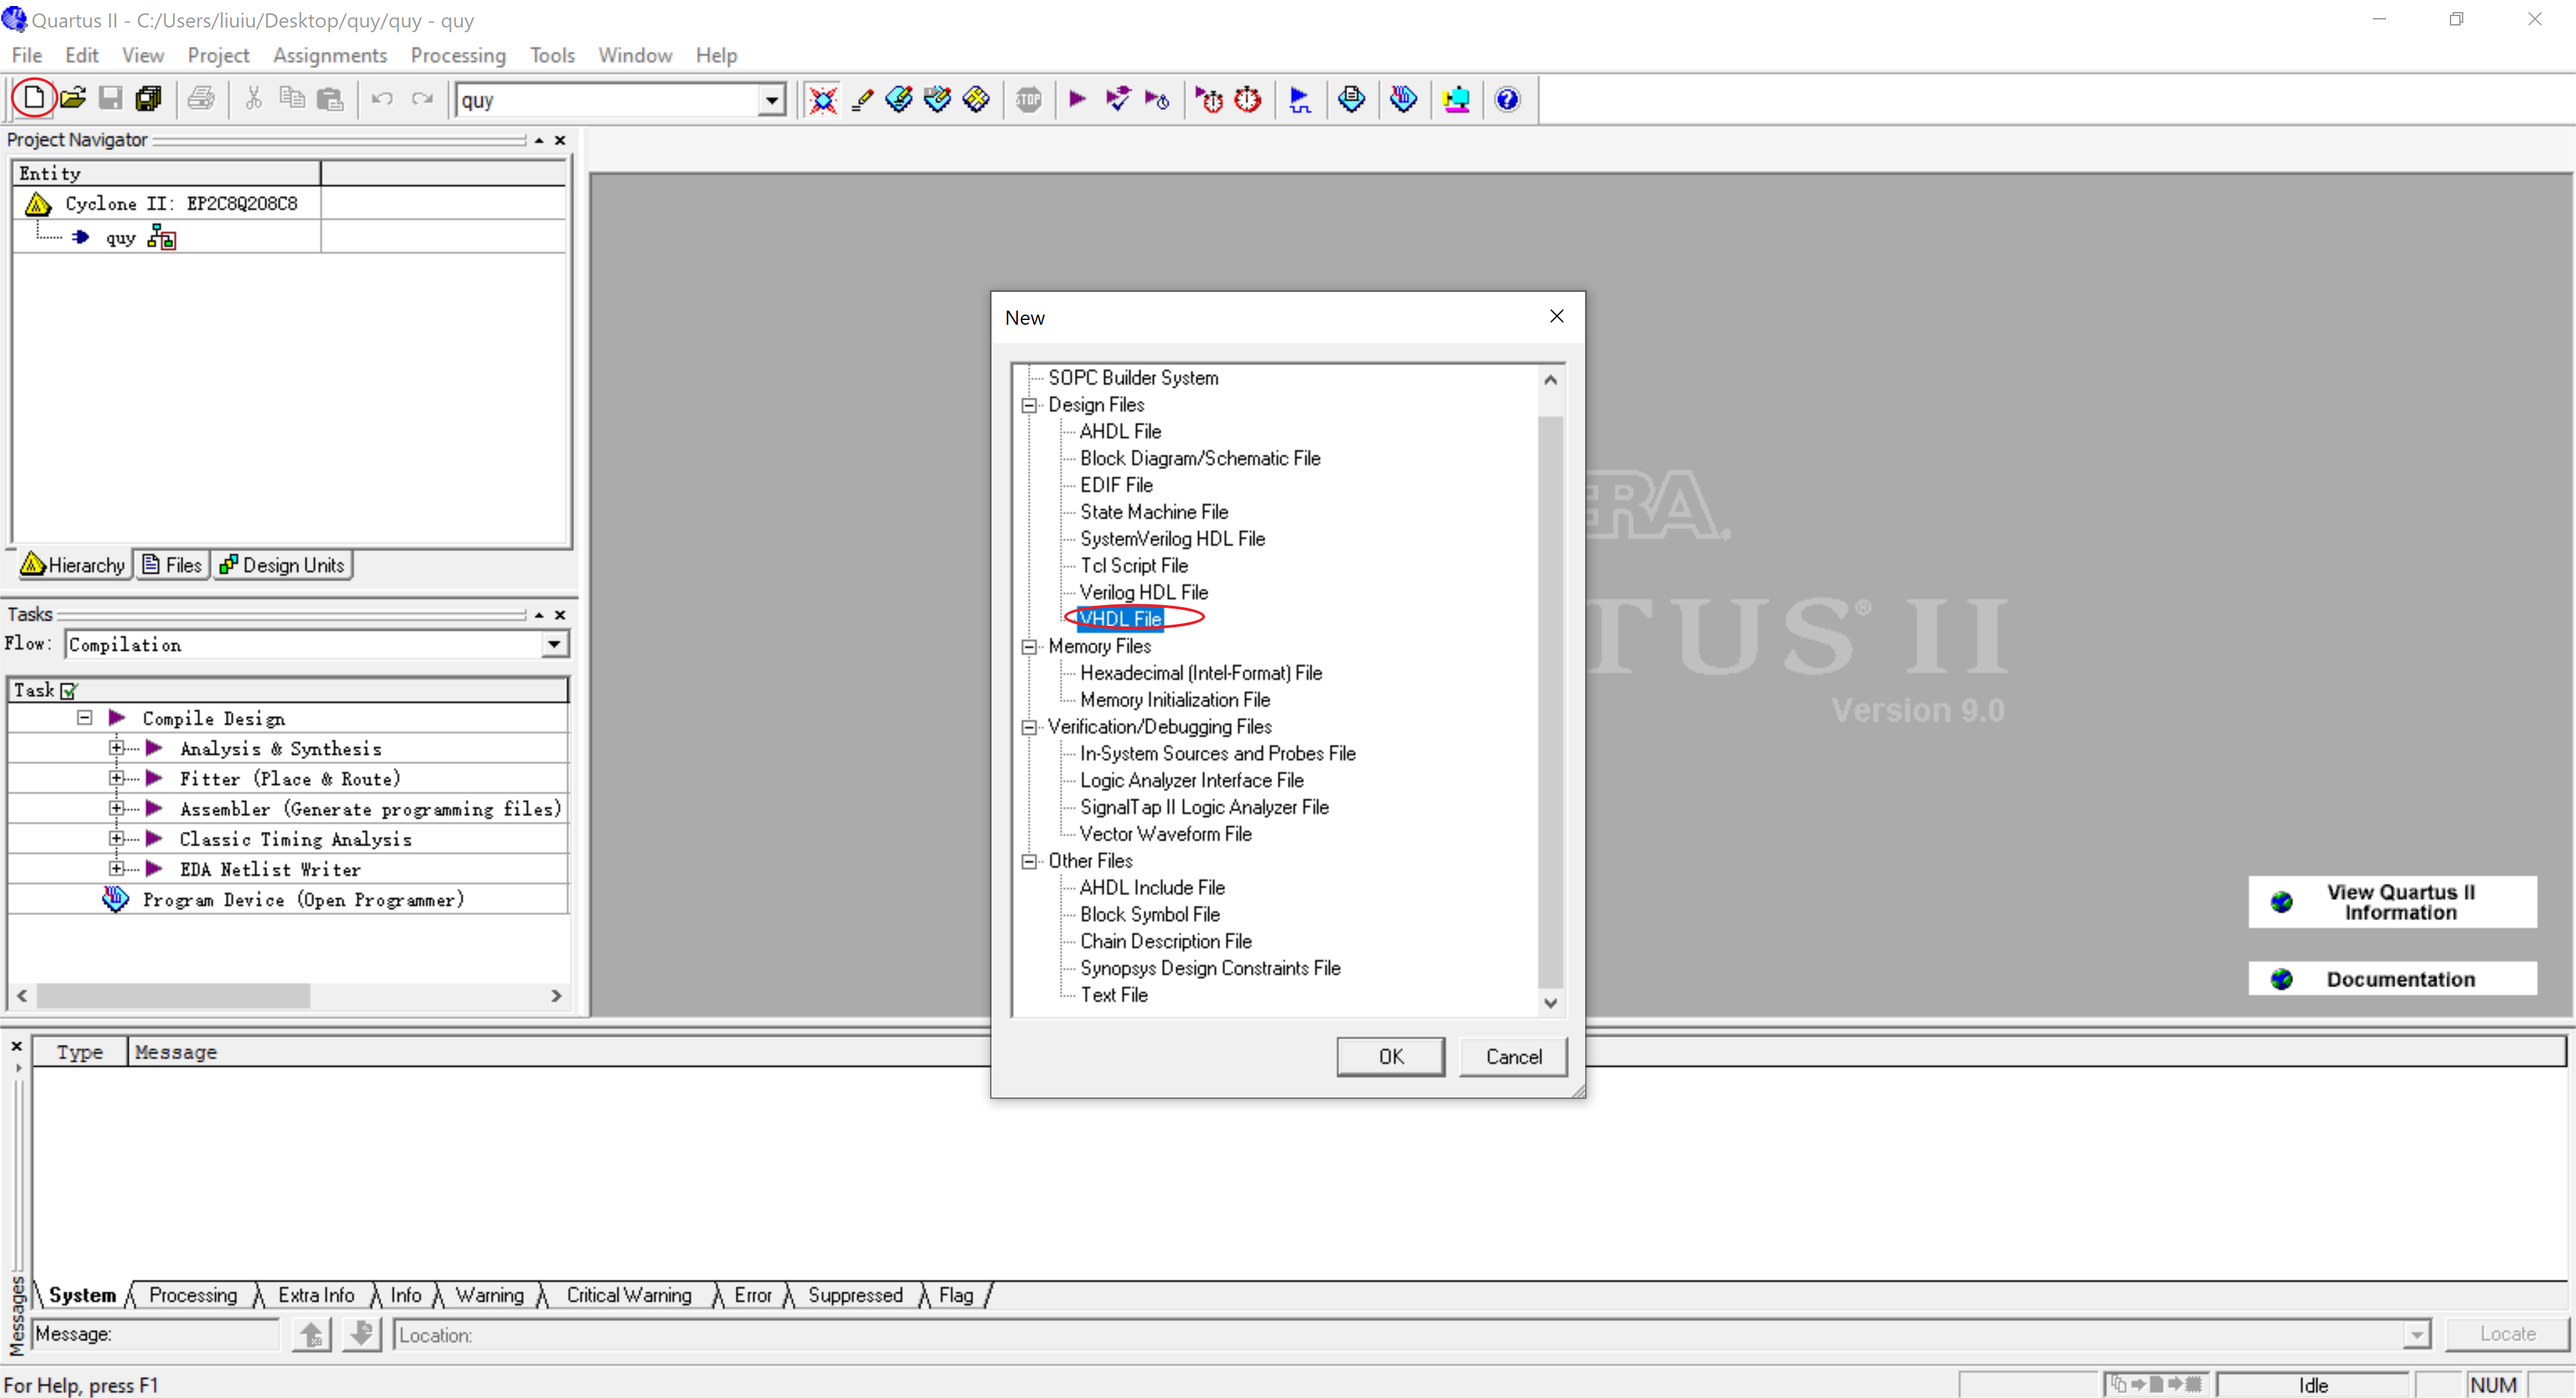 Quartus II - C:/Users/liuiu/Desktop/quy/quy - quy
File Edit View Project Assignments Processing Tools Window Help
STOP
quy
Project Navigator
Entity
Cyclone II: EP2C8Q208C8
quy
Hierarchy Files Design Units
Tasks
Flow: Compilation
Task
Compile Design
Analysis & Synthesis
Fitter (Place & Route)
Assembler (Generate programming files)
Classic Timing Analysis
EDA Netlist Writer
Program Device (Open Programmer)
New
SOPC Builder System
Design Files
AHDL File
Block Diagram/Schematic File
EDIF File
State Machine File
SystemVerilog HDL File
Tcl Script File
Verilog HDL File
VHDL File
Memory Files
Hexadecimal (Intel-Format) File
Memory Initialization File
Verification/Debugging Files
In-System Sources and Probes File
Logic Analyzer Interface File
SignalTap II Logic Analyzer File
Vector Waveform File
Other Files
AHDL Include File
Block Symbol File
Chain Description File
Synopsys Design Constraints File
Text File
OK Cancel
ERA®
TUS® II
Version 9.0
View Quartus II
Information
Documentation
Type Message
System Processing Extra Info Info Warning Critical Warning Error Suppressed Flag
Messages
Message: Location: Locate
For Help, press F1 Idle NUM